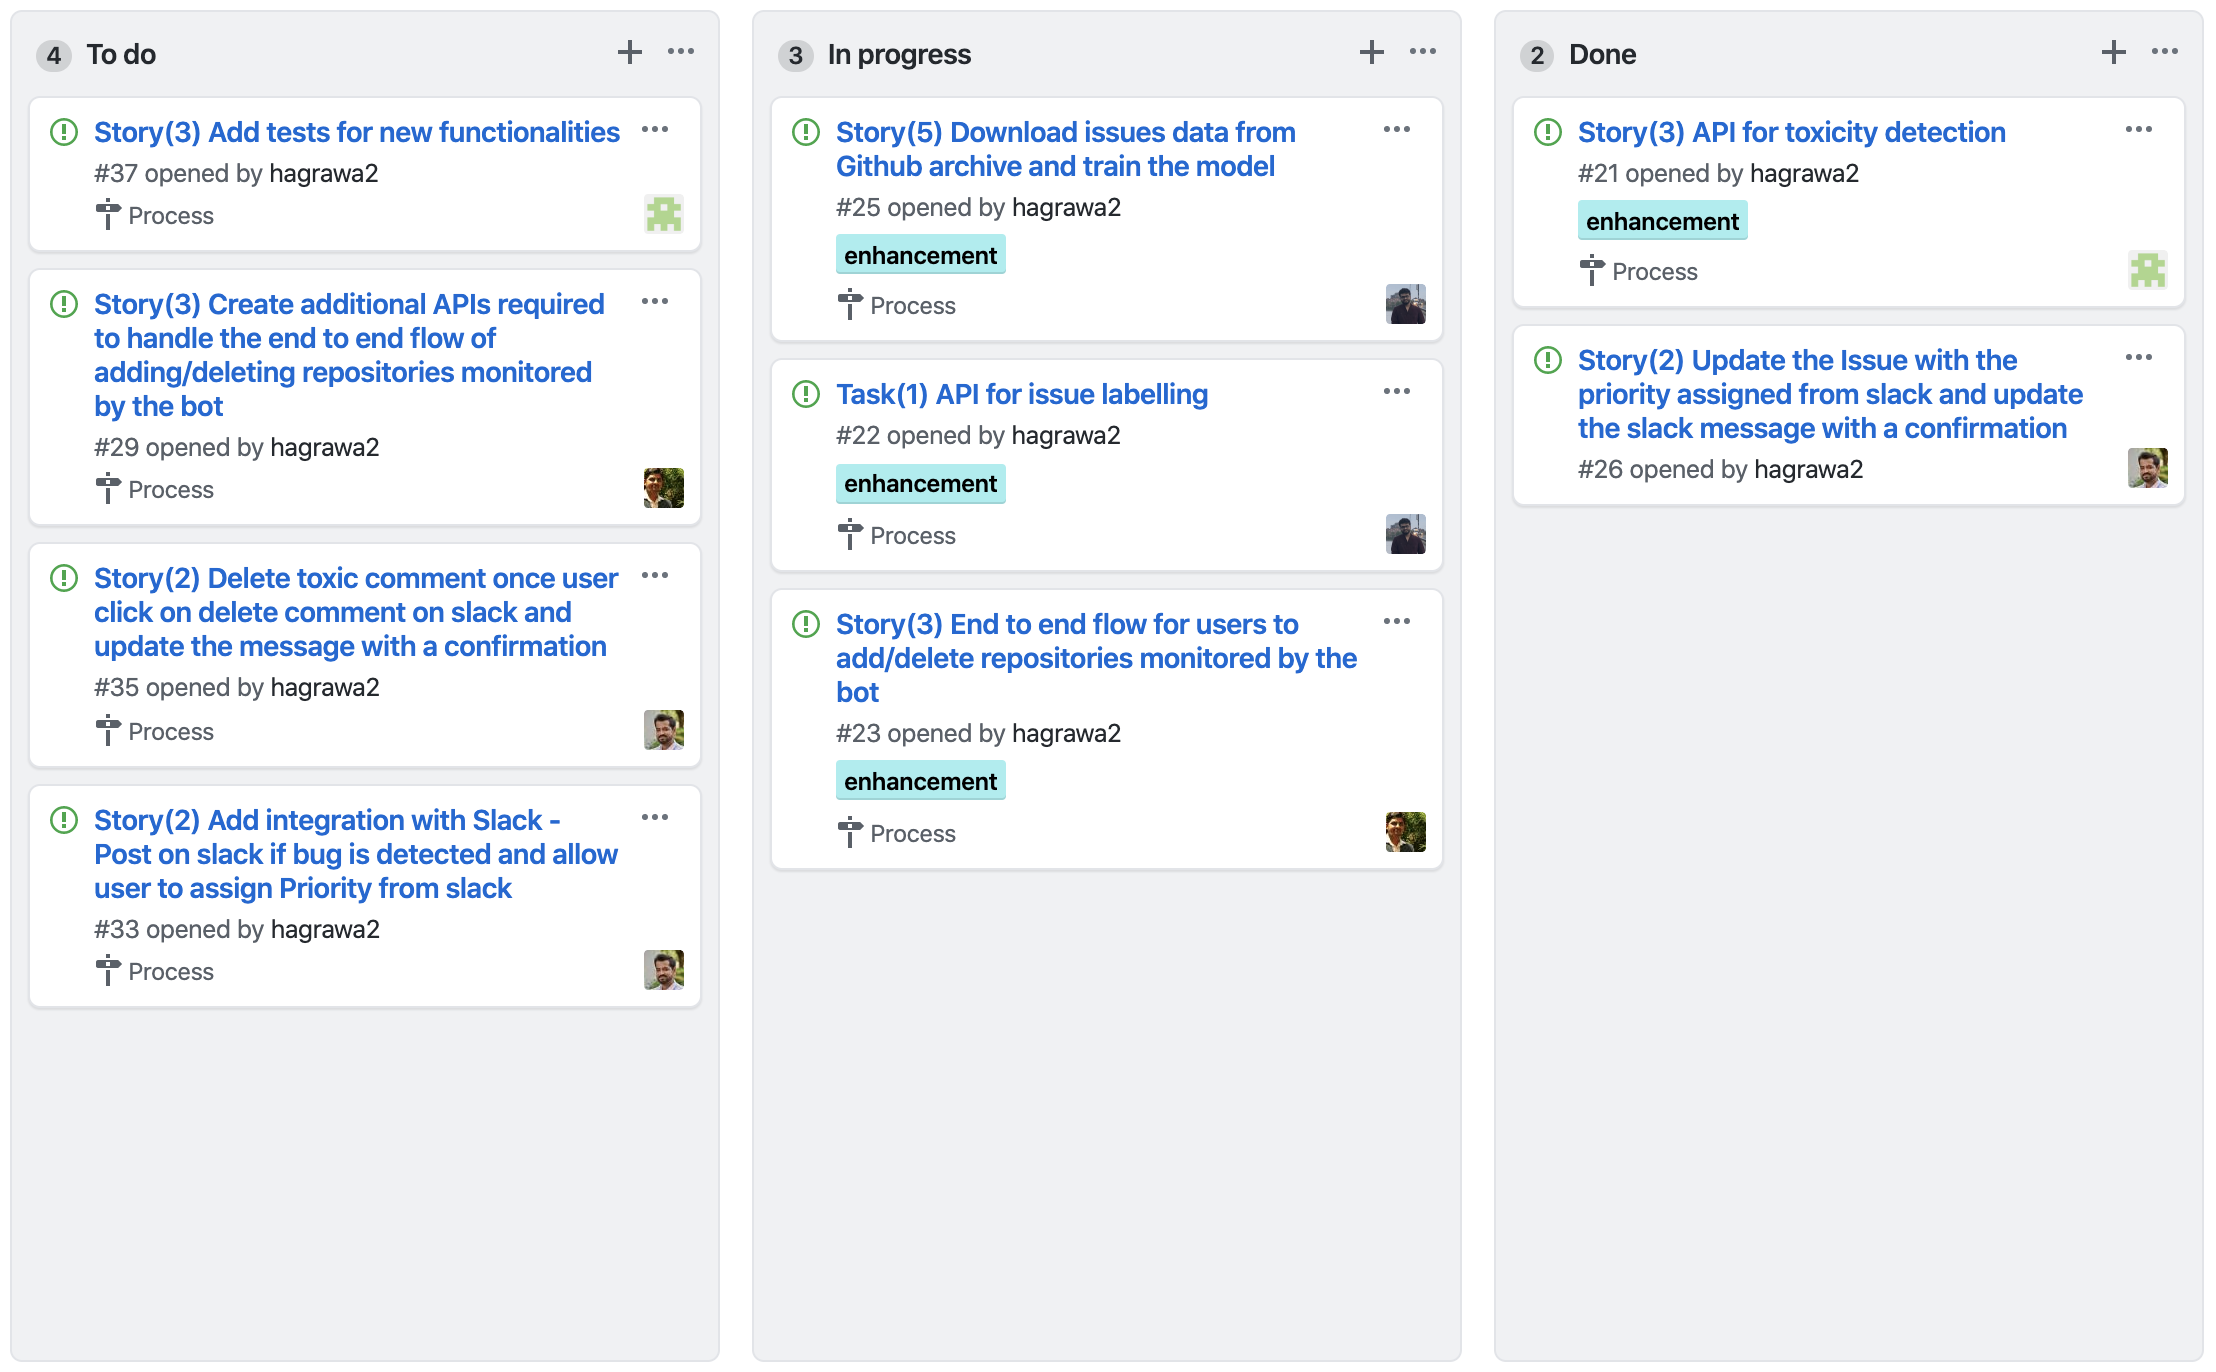 4 To do
Story(3) Add tests for new functionalities
#37 opened by hagrawa2
Process
Story(3) Create additional APIs required
to handle the end to end flow of
adding/deleting repositories monitored
by the bot
#29 opened by hagrawa2
Process
Story(2) Delete toxic comment once user
click on delete comment on slack and
update the message with a confirmation
#35 opened by hagrawa2
Process
Story(2) Add integration with Slack -
Post on slack if bug is detected and allow
user to assign Priority from slack
#33 opened by hagrawa2
Process
3 In progress
Story(5) Download issues data from
Github archive and train the model
#25 opened by hagrawa2
enhancement
Process
Task(1) API for issue labelling
#22 opened by hagrawa2
enhancement
Process
Story(3) End to end flow for users to
add/delete repositories monitored by the
bot
#23 opened by hagrawa2
enhancement
Process
2 Done
Story(3) API for toxicity detection
#21 opened by hagrawa2
enhancement
Process
Story(2) Update the Issue with the
priority assigned from slack and update
the slack message with a confirmation
#26 opened by hagrawa2